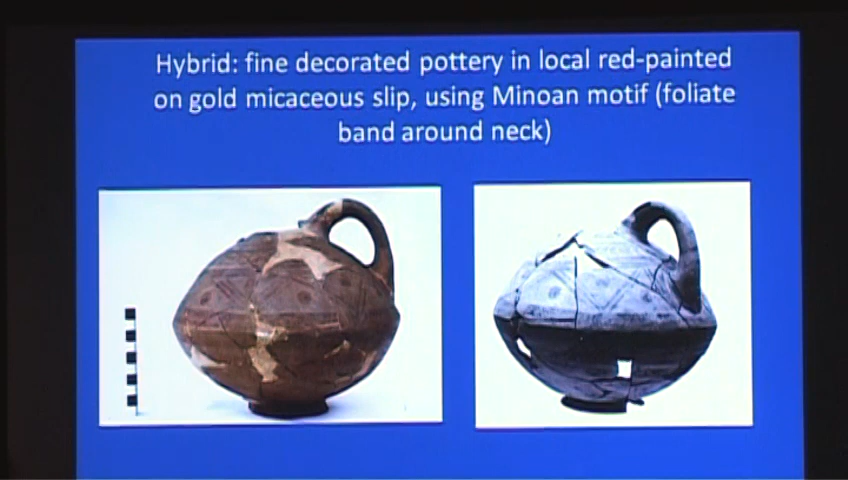 Hybrid: fine decorated pottery in local red-painted
on gold micaceous slip, using Minoan motif (foliate
band around neck)